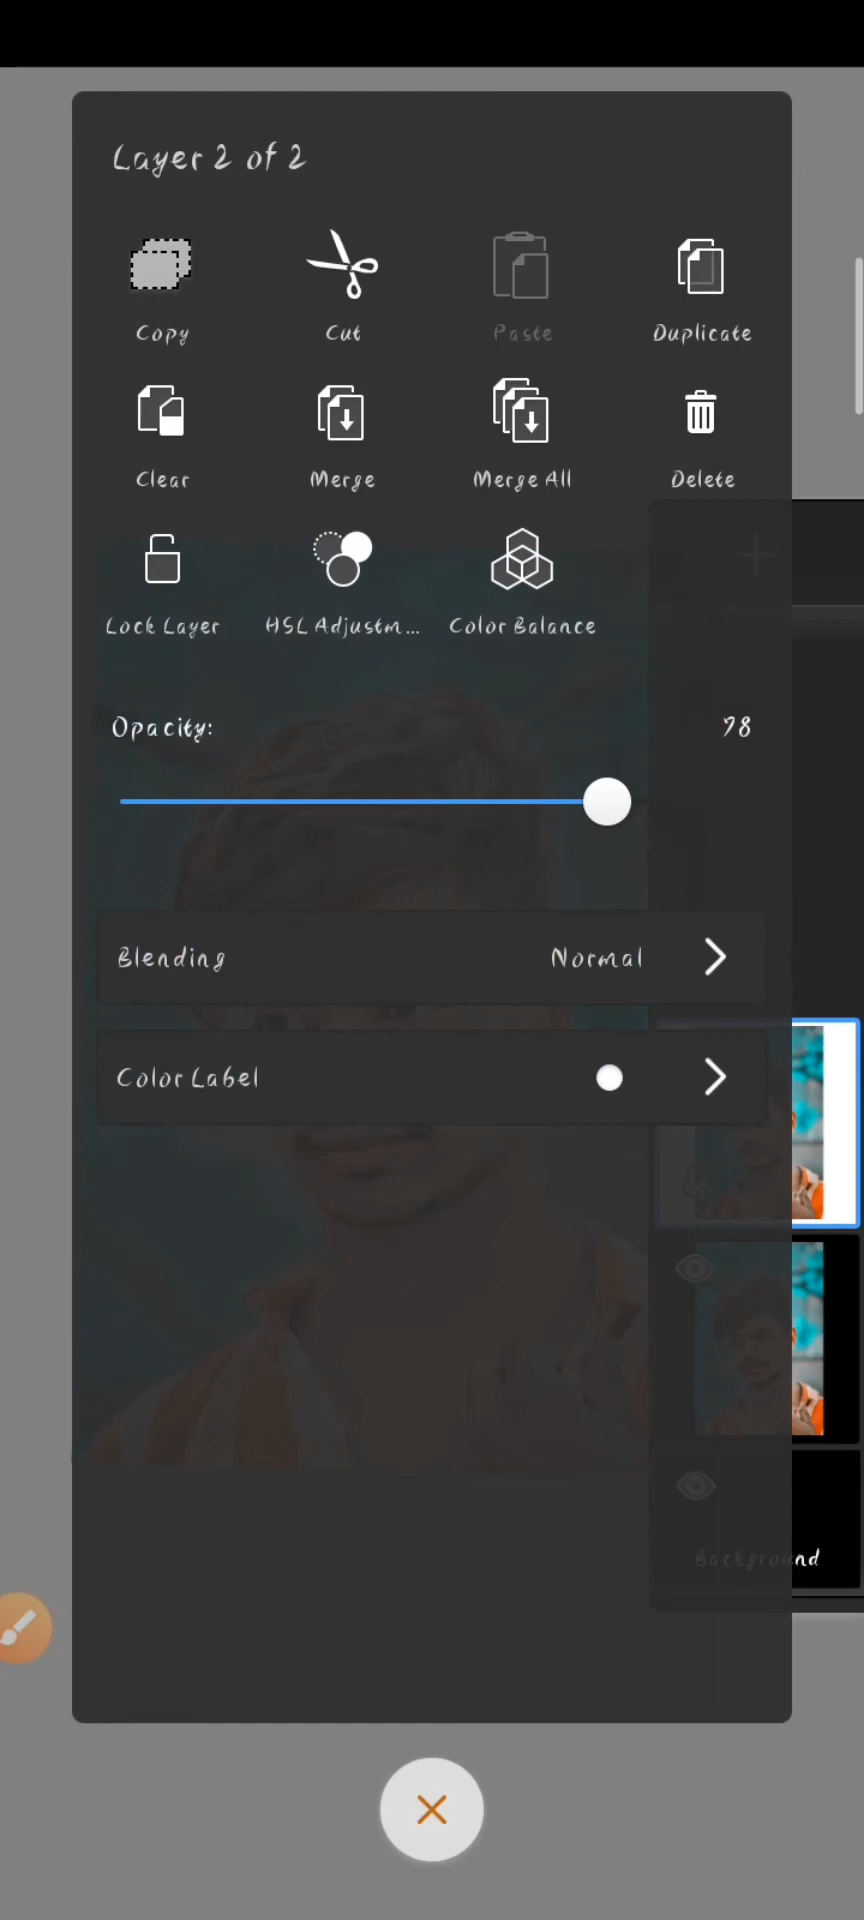 Layer 2 of 2
Copy Cut Paste Duplicate
Clear Merge Merge All Delete
Lock Layer HSL Adjustm... Color Balance
Opacity: 78
Blending Normal
Color Label
Background